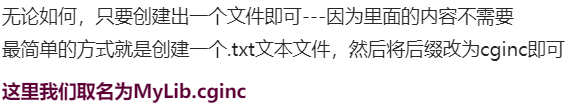 无论如何，只要创建出一个文件即可---因为里面的内容不需要
最简单的方式就是创建一个.txt文本文件，然后将后缀改为cginc即可
这里我们取名为MyLib.cginc